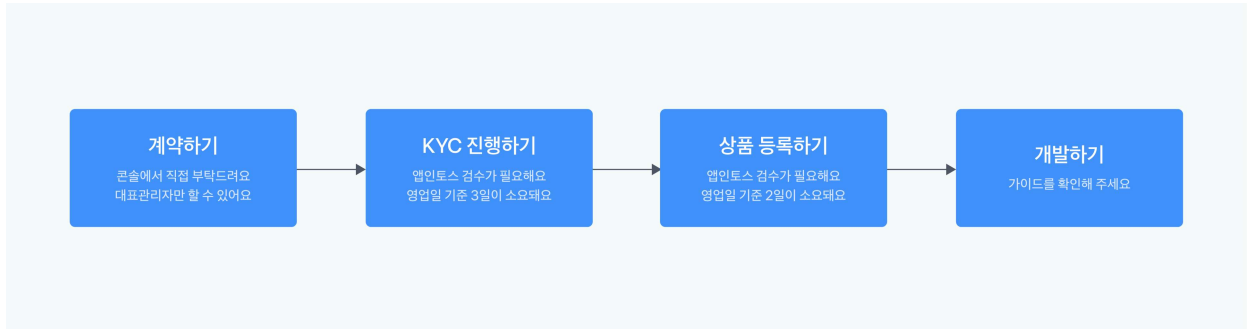 계약하기
콘솔에서 직접 부탁드려요
대표관리자만 할 수 있어요
KYC 진행하기
앱인토스 검수가 필요해요
영업일 기준 3일이 소요돼요
상품 등록하기
앱인토스 검수가 필요해요
영업일 기준 2일이 소요돼요
개발하기
가이드를 확인해 주세요